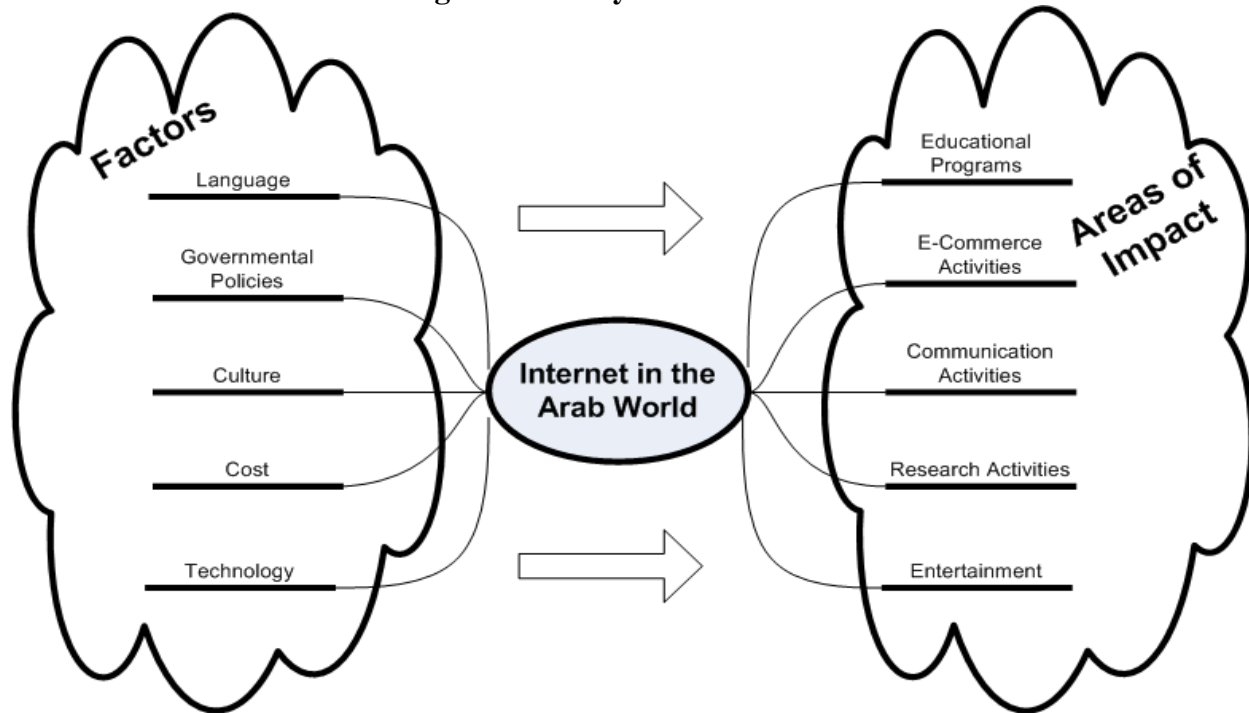 Factors
Language
Governmental
Policies
Culture
Cost
Technology
Internet in the
Arab World
Educational
Programs
E-Commerce
Activities
Communication
Activities
Research Activities
Entertainment
Areas of
Impact